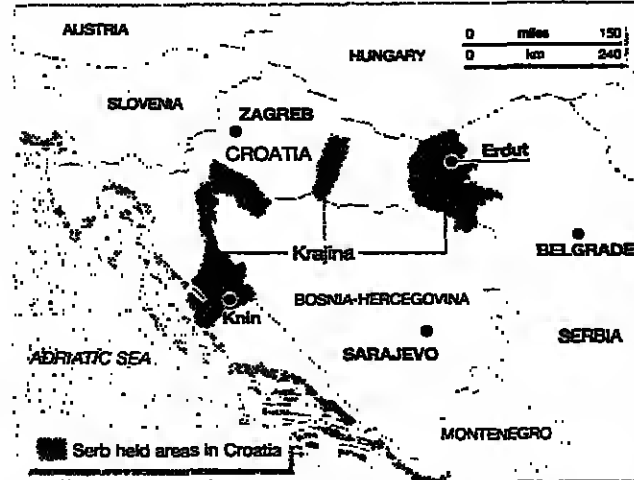 AUSTRIA
0 miles 150
0 km 240
HUNGARY
SLOVENIA
ZAGREB
CROATIA
Erdut
Krajina
BELGRADE
BOSNIA-HERCEGOVINA
Knin
SERBIA
ADRIATIC SEA
SARAJEVO
MONTENEGRO
Serb held areas in Croatia